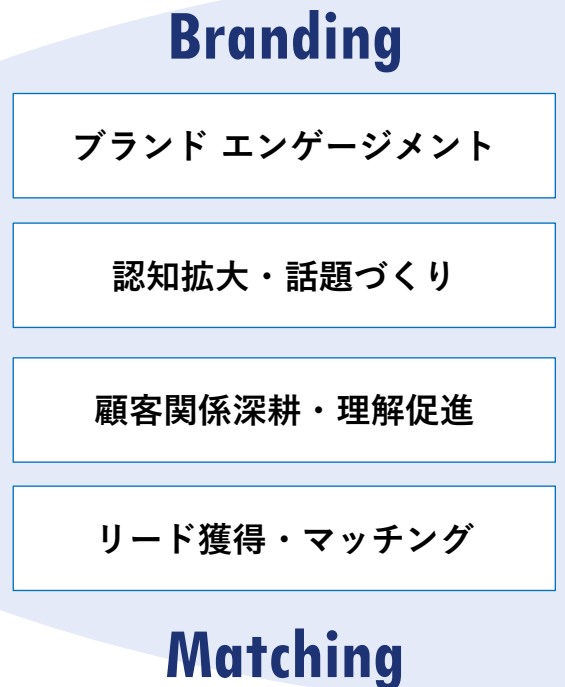 Branding
ブランド エンゲージメント
認知拡大・話題づくり
顧客関係深耕・理解促進
リード獲得・マッチング
Matching